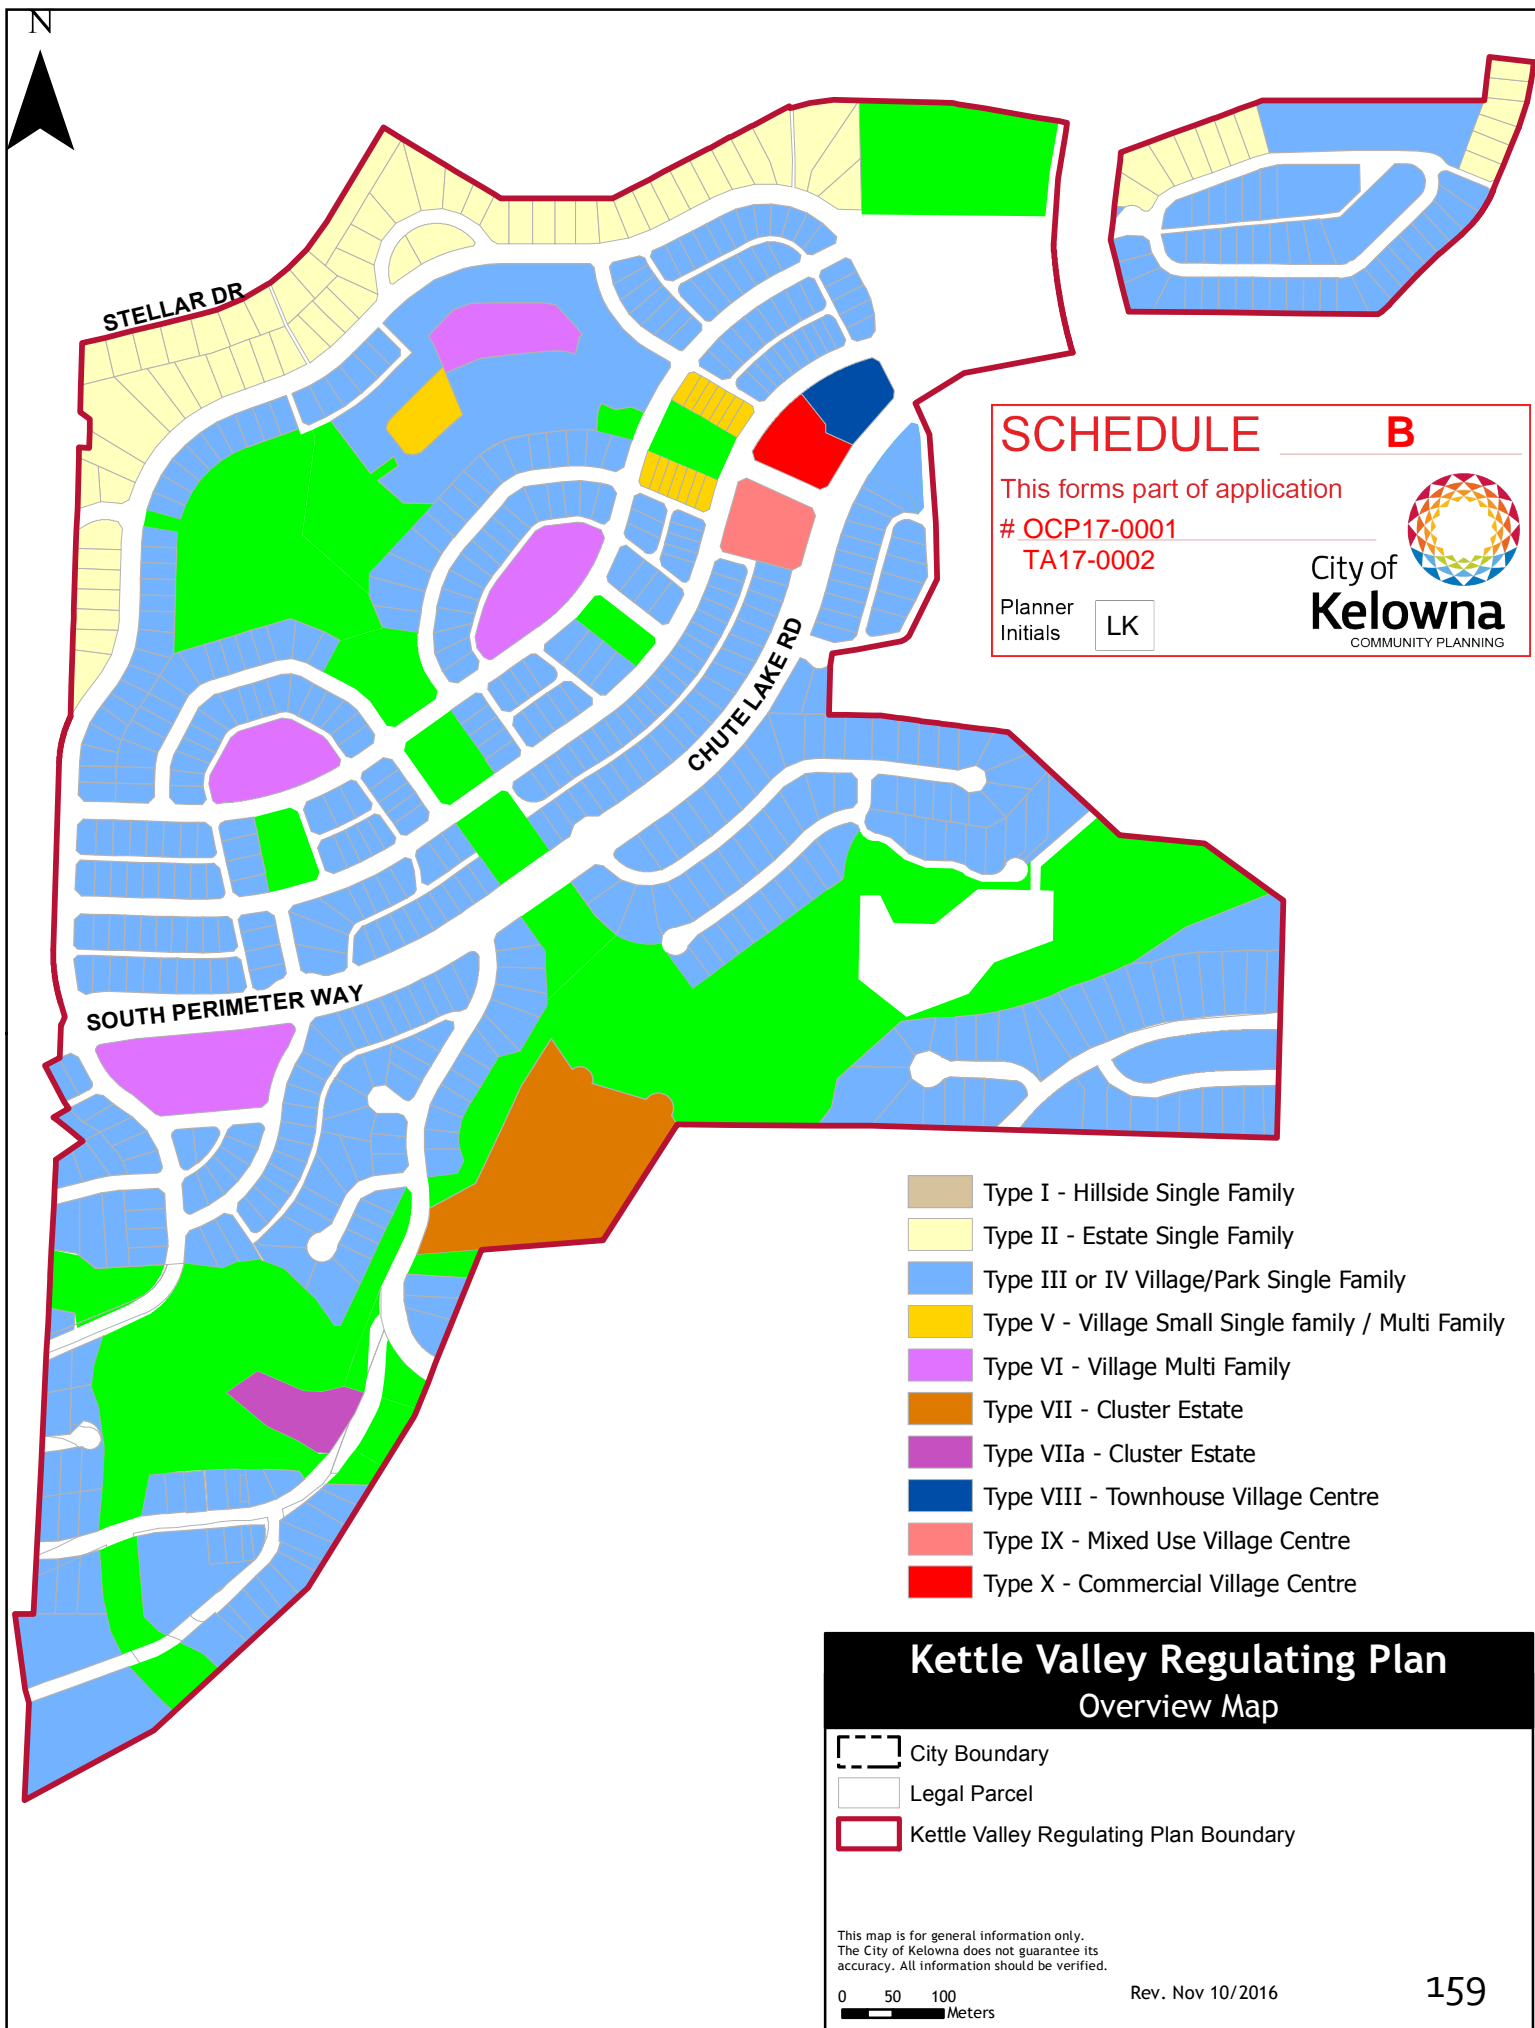 N
STELLAR DR
CHUTE LAKE RD
SOUTH PERIMETER WAY
SCHEDULE B
This forms part of application
# OCP17-0001
TA17-0002
Planner
Initials
LK
City of
Kelowna
COMMUNITY PLANNING
Type I - Hillside Single Family
Type II - Estate Single Family
Type III or IV Village/Park Single Family
Type V - Village Small Single family / Multi Family
Type VI - Village Multi Family
Type VII - Cluster Estate
Type VIIa - Cluster Estate
Type VIII - Townhouse Village Centre
Type IX - Mixed Use Village Centre
Type X - Commercial Village Centre
Kettle Valley Regulating Plan
Overview Map
City Boundary
Legal Parcel
Kettle Valley Regulating Plan Boundary
This map is for general information only.
The City of Kelowna does not guarantee its
accuracy. All information should be verified.
0 50 100
Meters
Rev. Nov 10/2016
159